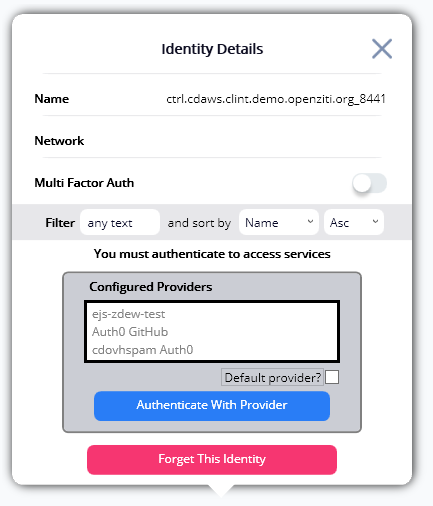 Identity Details
Name ctrl.cdaws.clint.demo.openziti.org_8441
Network
Multi Factor Auth
Filter any text and sort by Name Asc
You must authenticate to access services
Configured Providers
ejs-zdew-test
Auth0 GitHub
cdovhspam Auth0
Default provider?
Authenticate With Provider
Forget This Identity